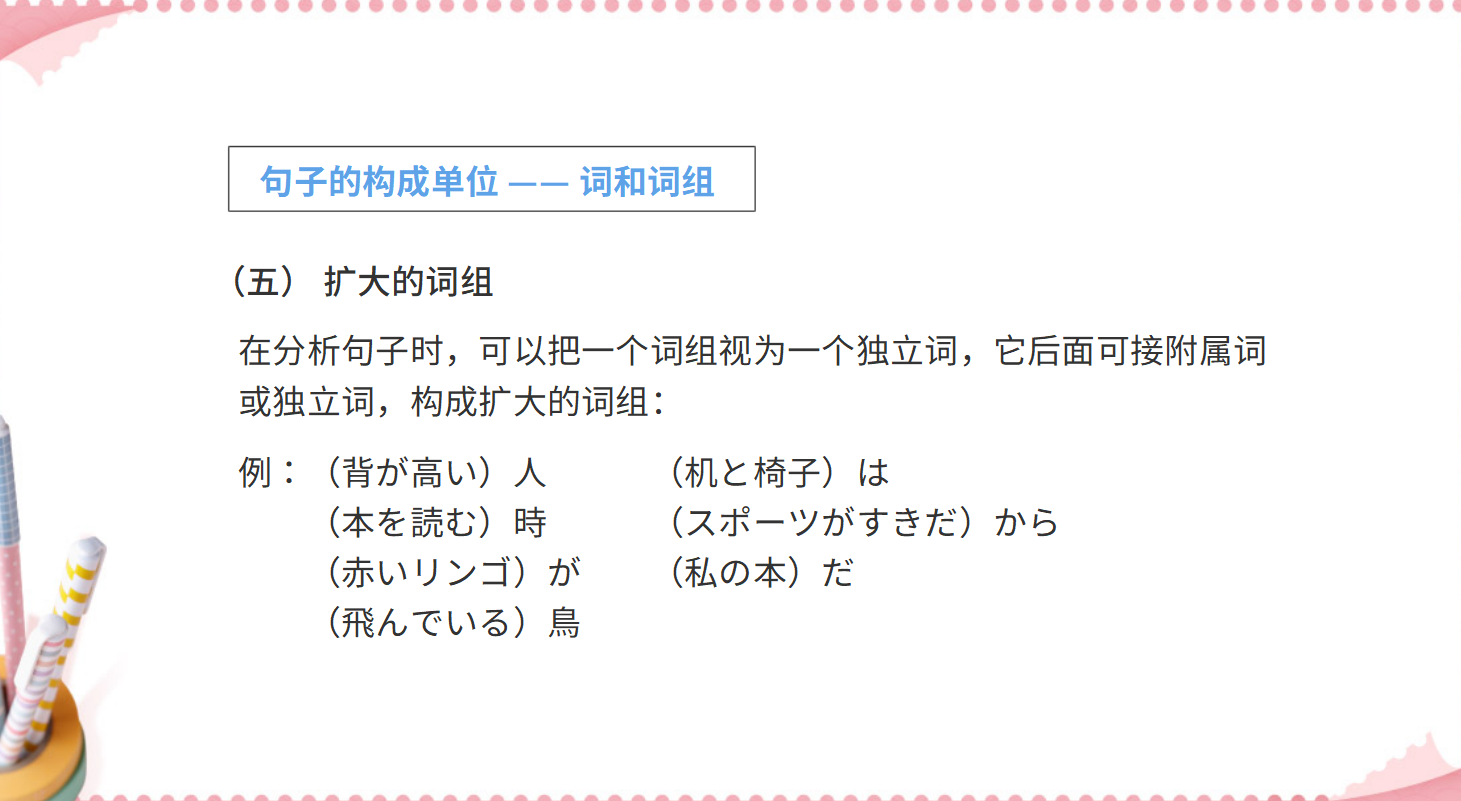 句子的构成单位 —— 词和词组
（五） 扩大的词组
在分析句子时，可以把一个词组视为一个独立词，它后面可接附属词
或独立词，构成扩大的词组：
例：（背が高い）人 （机と椅子）は
（本を読む）時 （スポーツがすきだ）から
（赤いリンゴ）が （私の本）だ
（飛んでいる）鳥